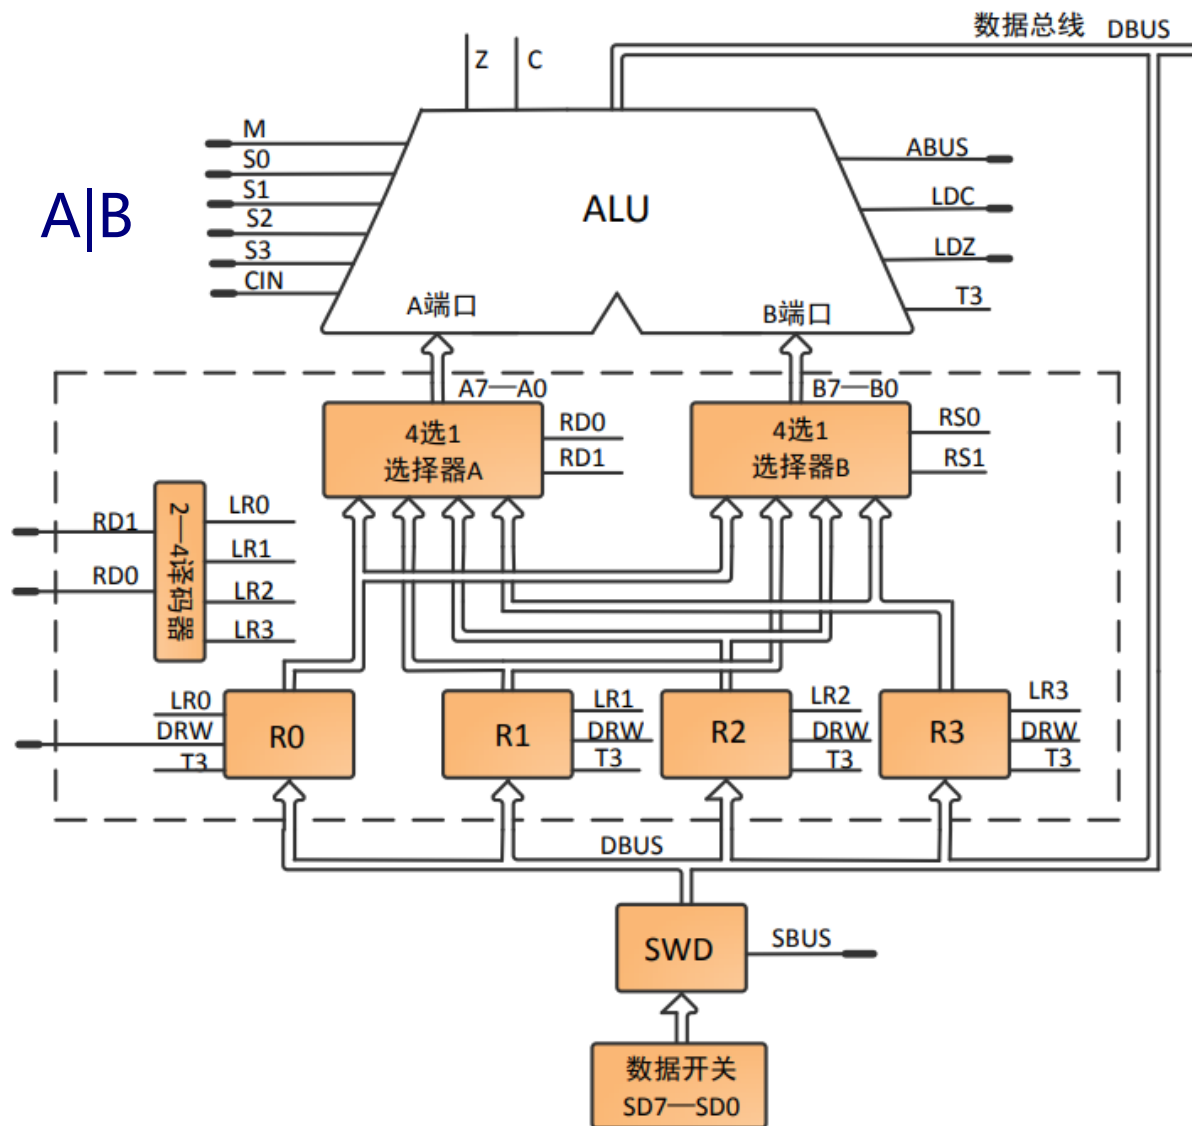 数据总线 DBUS
Z C
M
S0
S1
S2
S3
CIN
A|B
ALU
ABUS
LDC
LDZ
T3
A端口
B端口
A7—A0
B7—B0
4选1
选择器A
RD0
RD1
4选1
选择器B
RS0
RS1
RD1
RD0
2—4译码器
LR0
LR1
LR2
LR3
LR0
DRW
T3
R0
R1
LR1
DRW
T3
R2
LR2
DRW
T3
R3
LR3
DRW
T3
DBUS
SWD
SBUS
数据开关
SD7—SD0